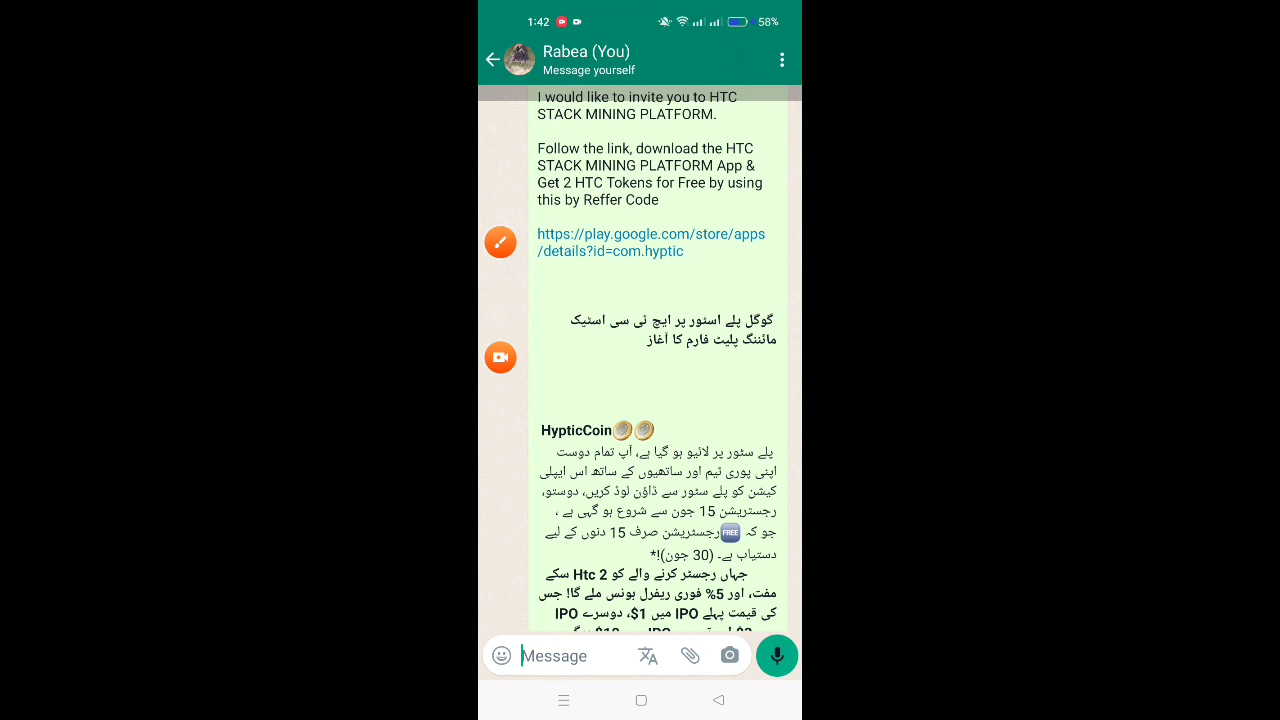 1:42
58%
Rabea (You)
Message yourself
I would like to invite you to HTC
STACK MINING PLATFORM.
Follow the link, download the HTC
STACK MINING PLATFORM App &
Get 2 HTC Tokens for Free by using
this by Reffer Code
https://play.google.com/store/apps
/details?id=com.hyptic
گوگل پلے اسٹور پر ایچ ٹی سی اسٹیک
مائننگ پلیٹ فارم کا آغاز
HypticCoin
پلے سٹور پر لائیو ہو گیا ہے، آپ تمام دوست
اپنی پوری ٹیم اور ساتھیوں کے ساتھ اس ایپلی
کیشن کو پلے سٹور سے ڈاؤن لوڈ کریں، دوستو،
رجسٹریشن 15 جون سے شروع ہو گہی ہے ،
جو کہ FREE رجسٹریشن صرف 15 دنوں کے لیے
دستیاب ہے۔ (30 جون)!*
جہاں رجسٹر کرنے والے کو 2 Htc سکے
مفت، اور 5% فوری ریفرل بونس ملے گا! جس
کی قیمت پہلے IPO میں 1$، دوسرے IPO
Message